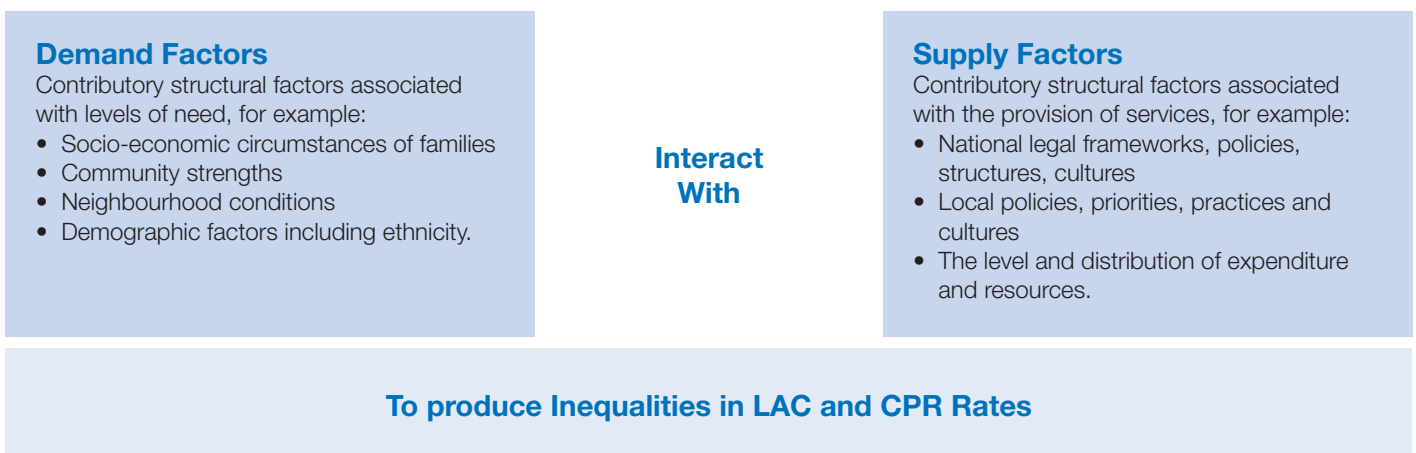 Demand Factors
Contributory structural factors associated
with levels of need, for example:
• Socio-economic circumstances of families
• Community strengths
• Neighbourhood conditions
• Demographic factors including ethnicity.
Interact
With
Supply Factors
Contributory structural factors associated
with the provision of services, for example:
• National legal frameworks, policies,
structures, cultures
• Local policies, priorities, practices and
cultures
• The level and distribution of expenditure
and resources.
To produce Inequalities in LAC and CPR Rates